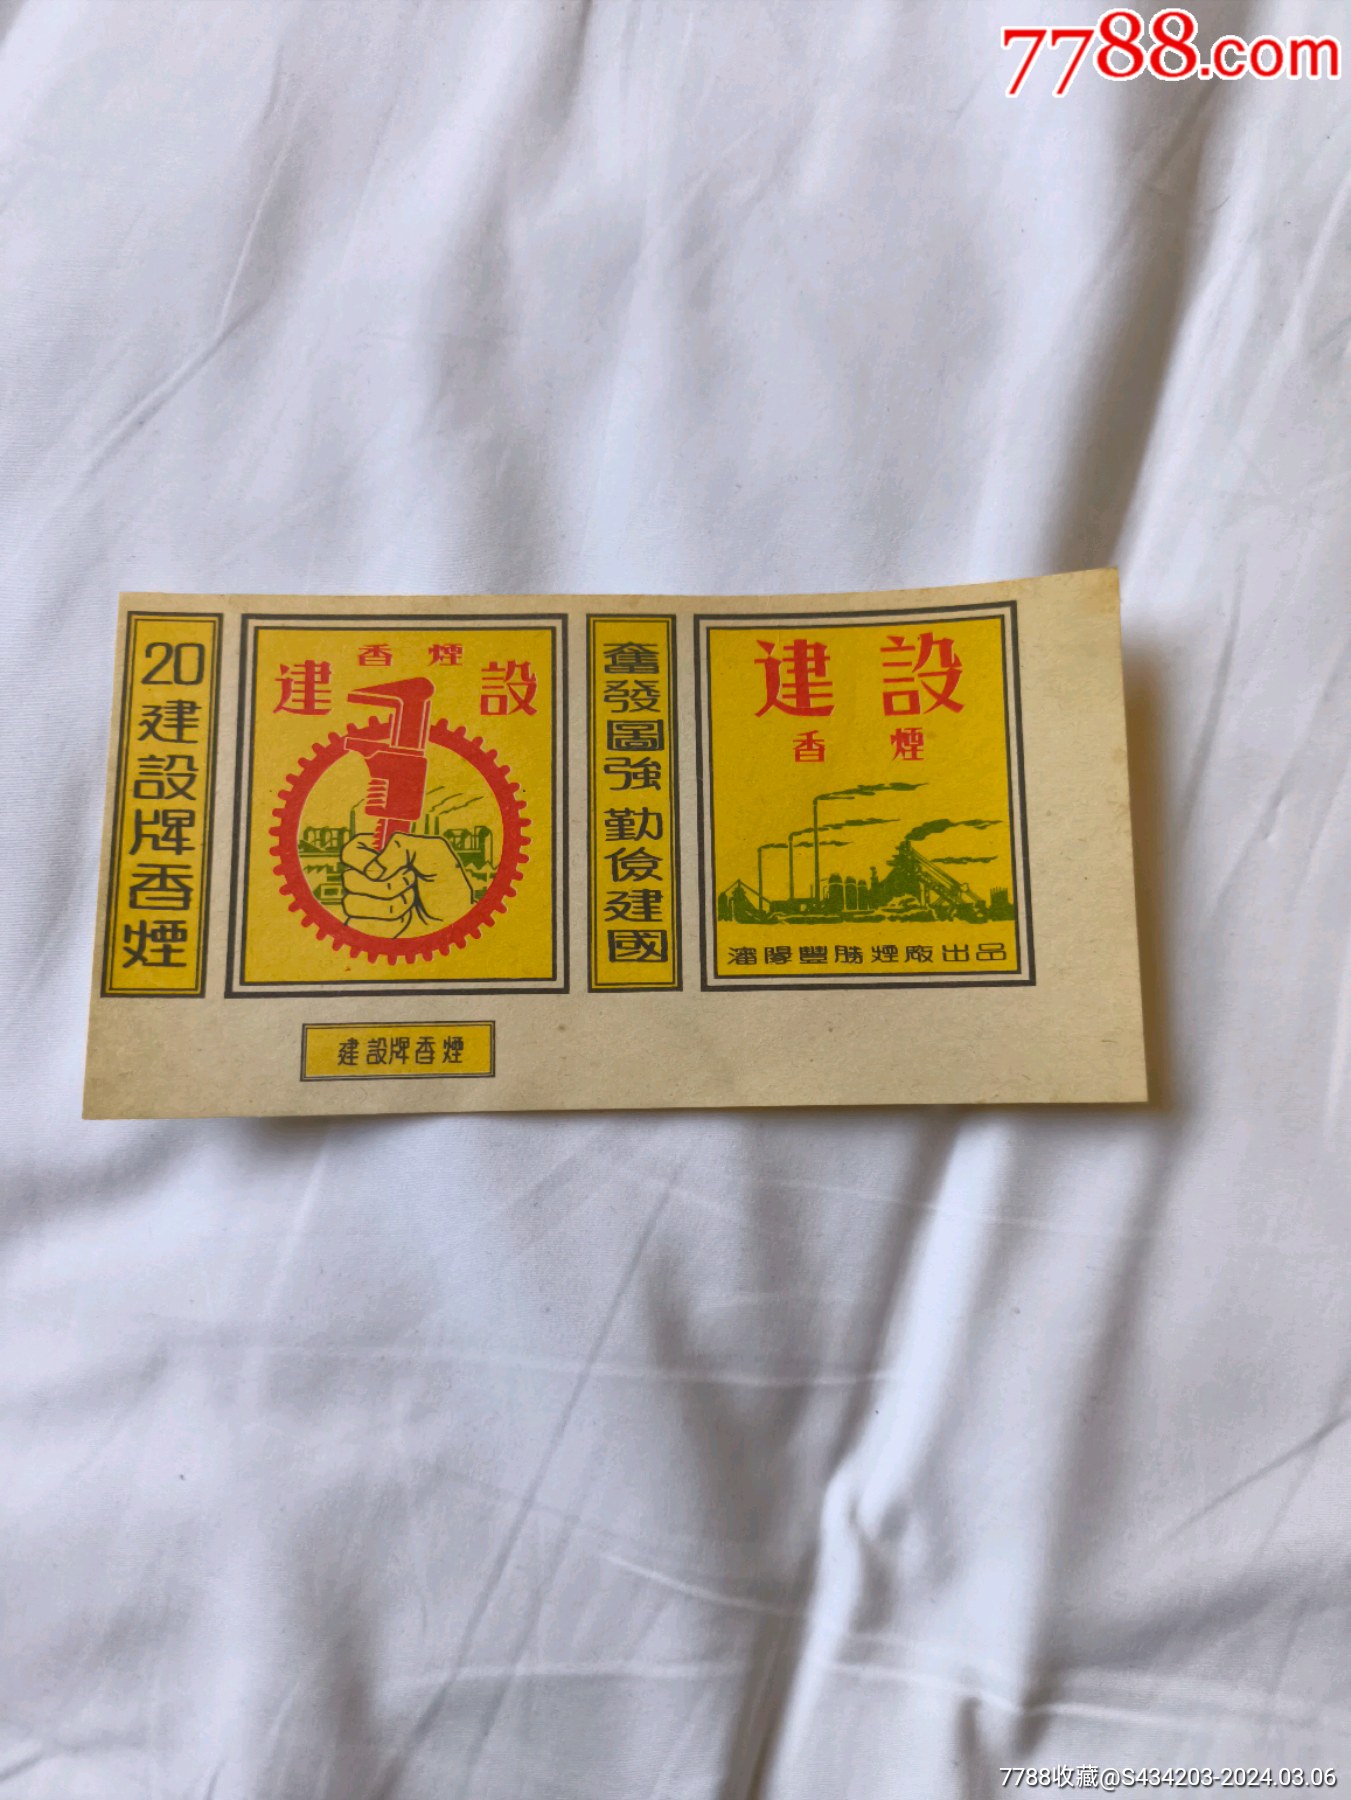 7788.com
20建設牌香煙
香煙
建設
奮發圖強 勤儉建國
建設
香煙
瀋陽豐勝煙廠出品
建設牌香煙
7788收藏@S434203-2024.03.06